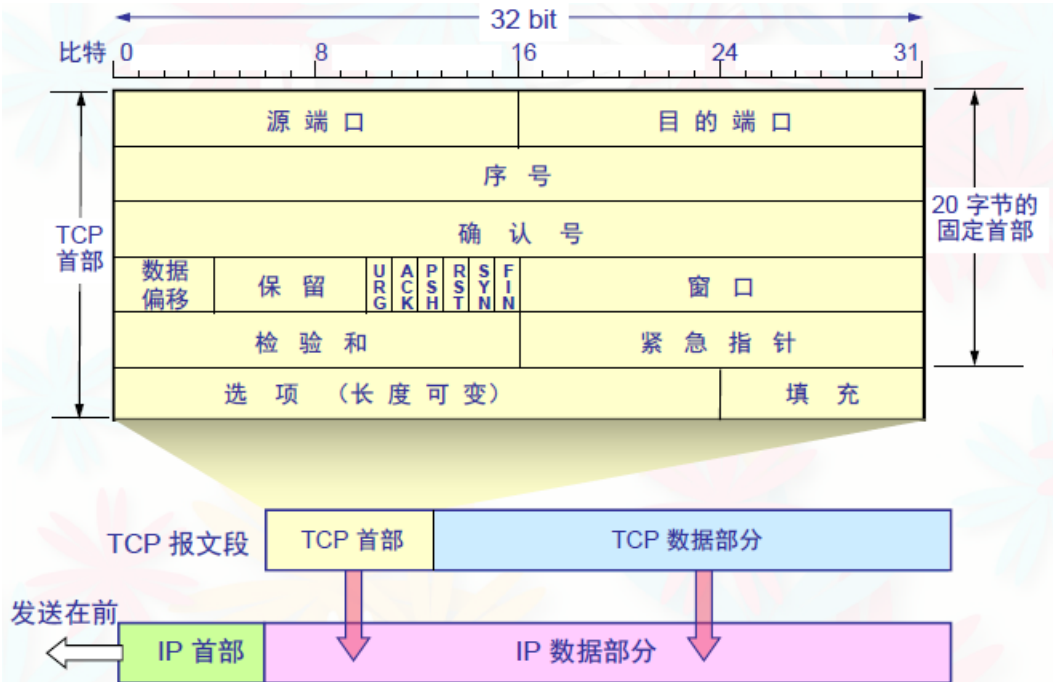 32 bit
比特 0 8 16 24 31
源 端 口 目 的 端 口
序 号
TCP
首部
确 认 号
20 字节的
固定首部
数据
偏移
保 留
URG
ACK
PSH
RST
SYN
FIN
窗 口
检 验 和 紧 急 指 针
选 项 (长 度 可 变) 填 充
TCP 报文段 TCP 首部 TCP 数据部分
发送在前
IP 首部 IP 数据部分